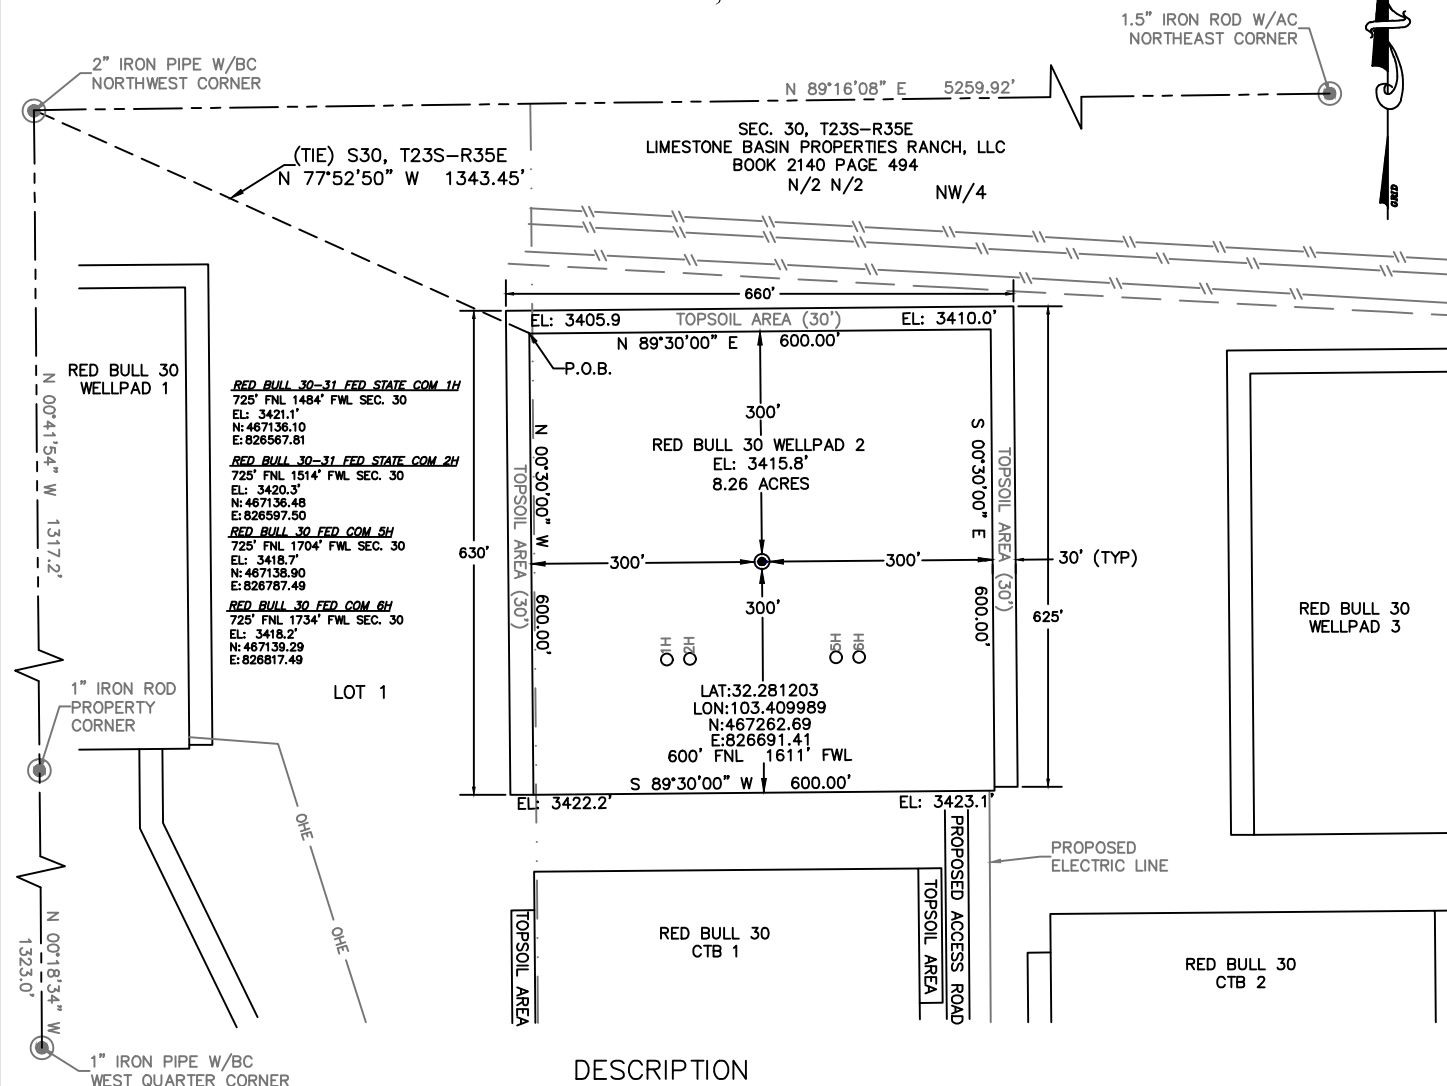 1.5" IRON ROD W/AC
NORTHEAST CORNER
2" IRON PIPE W/BC
NORTHWEST CORNER
N 89°16'08" E 5259.92'
SEC. 30, T23S-R35E
LIMESTONE BASIN PROPERTIES RANCH, LLC
BOOK 2140 PAGE 494
N/2 N/2
NW/4
GRID
(TIE) S30, T23S-R35E
N 77°52'50" W 1343.45'
660'
EL: 3405.9
TOPSOIL AREA (30')
EL: 3410.0'
N 89°30'00" E 600.00'
P.O.B.
RED BULL 30
WELLPAD 1
N 00°41'54" W 1317.2'
RED BULL 30-31 FED STATE COM 1H
725' FNL 1484' FWL SEC. 30
EL: 3421.1'
N:467136.10
E:826567.81
RED BULL 30-31 FED STATE COM 2H
725' FNL 1514' FWL SEC. 30
EL: 3420.3'
N:467136.48
E:826597.50
RED BULL 30 FED COM 5H
725' FNL 1704' FWL SEC. 30
EL: 3418.7'
N:467138.90
E:826787.49
RED BULL 30 FED COM 6H
725' FNL 1734' FWL SEC. 30
EL: 3418.2'
N:467139.29
E:826817.49
LOT 1
630'
TOPSOIL AREA (30')
N 00°30'00" W 600.00'
300'
RED BULL 30 WELLPAD 2
EL: 3415.8'
8.26 ACRES
300'
300'
300'
S 00°30'00" E 600.00'
TOPSOIL AREA (30')
30' (TYP)
625'
1H
2H
5H
6H
LAT:32.281203
LON:103.409989
N:467262.69
E:826691.41
600' FNL 1611' FWL
S 89°30'00" W 600.00'
EL: 3422.2'
EL: 3423.1'
RED BULL 30
WELLPAD 3
1" IRON ROD
PROPERTY
CORNER
OHE
OHE
PROPOSED
ELECTRIC LINE
PROPOSED ACCESS ROAD
TOPSOIL AREA
TOPSOIL AREA
RED BULL 30
CTB 1
RED BULL 30
CTB 2
N 00°18'34" W
1323.0'
1" IRON PIPE W/BC
WEST QUARTER CORNER
DESCRIPTION